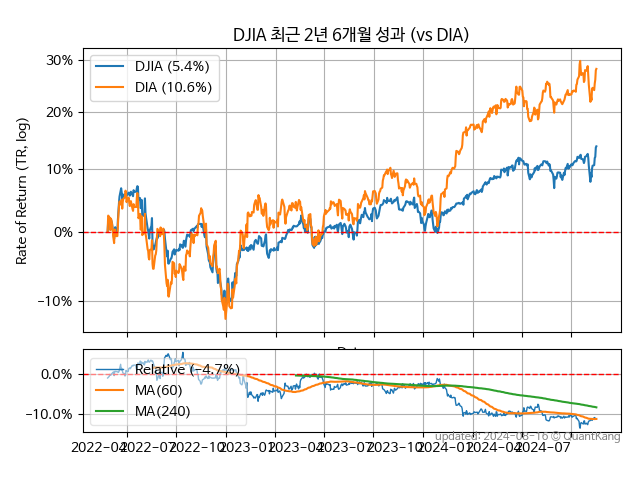 DJIA 최근 2년 6개월 성과 (vs DIA)
Rate of Return (TR, log)
30%
20%
10%
0%
−10%
DJIA (5.4%)
DIA (10.6%)
0.0%
−10.0%
Relative (−4.7%)
MA(60)
MA(240)
2022−04 2022−07 2022−10 2023−01 2023−04 2023−07 2023−10 2024−01 2024−04 2024−07
updated: 2024−08−16 © QuantKang